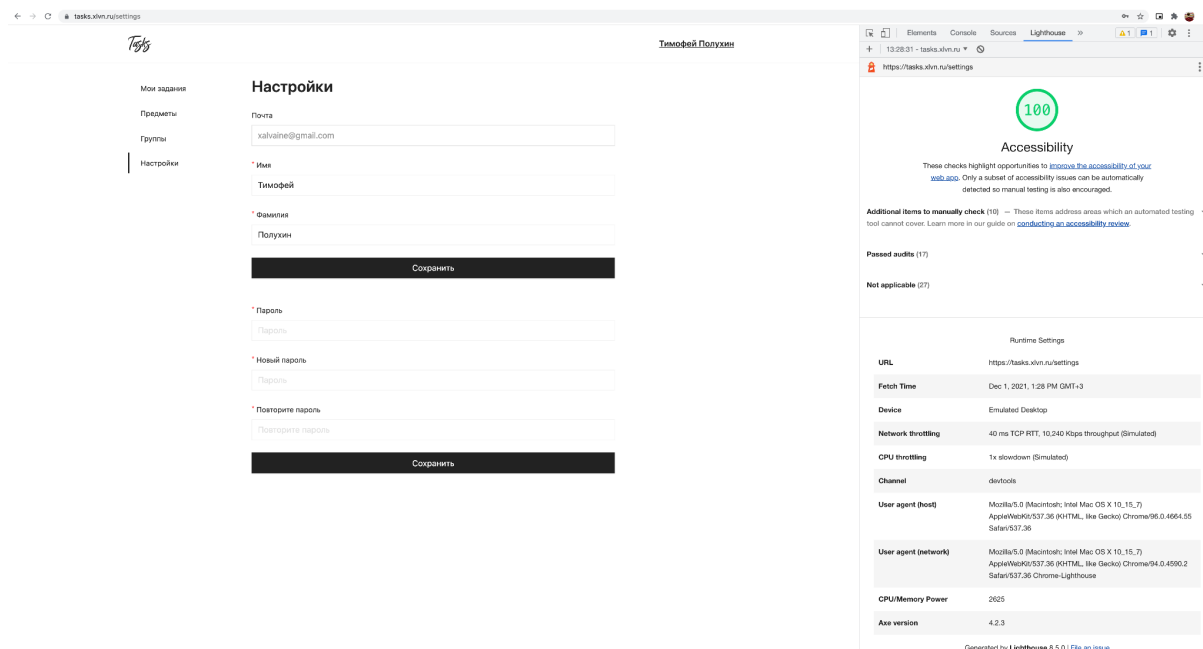 tasks.xlvn.ru/settings
Tasks
Тимофей Полухин
Мои задания
Предметы
Группы
Настройки
Настройки
Почта
xalvaine@gmail.com
* Имя
Тимофей
* Фамилия
Полухин
Сохранить
* Пароль
Пароль
* Новый пароль
Пароль
* Повторите пароль
Повторите пароль
Сохранить
Elements Console Sources Lighthouse » 1 1
+ 13:28:31 - tasks.xlvn.ru ▼
https://tasks.xlvn.ru/settings
100
Accessibility
These checks highlight opportunities to improve the accessibility of your
web app. Only a subset of accessibility issues can be automatically
detected so manual testing is also encouraged.
Additional items to manually check (10) — These items address areas which an automated testing
tool cannot cover. Learn more in our guide on conducting an accessibility review.
Passed audits (17)
Not applicable (27)
Runtime Settings
URL https://tasks.xlvn.ru/settings
Fetch Time Dec 1, 2021, 1:28 PM GMT+3
Device Emulated Desktop
Network throttling 40 ms TCP RTT, 10,240 Kbps throughput (Simulated)
CPU throttling 1x slowdown (Simulated)
Channel devtools
User agent (host) Mozilla/5.0 (Macintosh; Intel Mac OS X 10_15_7)
AppleWebKit/537.36 (KHTML, like Gecko) Chrome/96.0.4664.55
Safari/537.36
User agent (network) Mozilla/5.0 (Macintosh; Intel Mac OS X 10_15_7)
AppleWebKit/537.36 (KHTML, like Gecko) Chrome/94.0.4590.2
Safari/537.36 Chrome-Lighthouse
CPU/Memory Power 2625
Axe version 4.2.3
Generated by Lighthouse 8.5.0 | File an issue